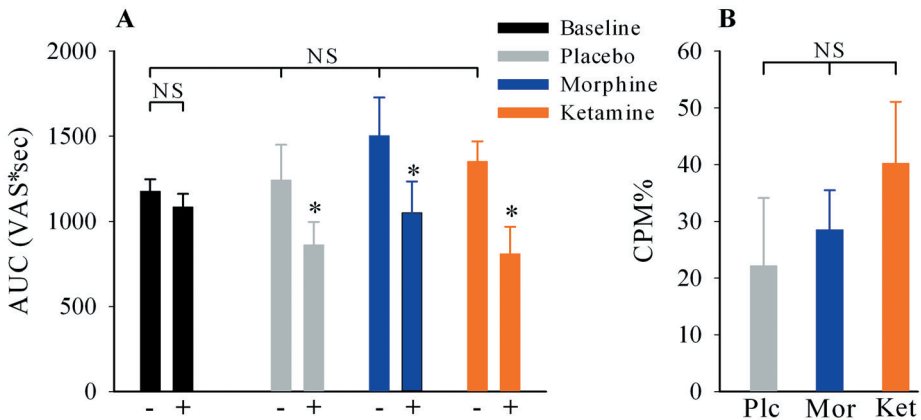 A
B
Baseline
Placebo
Morphine
Ketamine
NS
NS
NS
AUC (VAS*sec)
2000
1500
1000
500
0
*
*
*
- + - + - + - +
CPM%
60
50
40
30
20
10
0
Plc Mor Ket